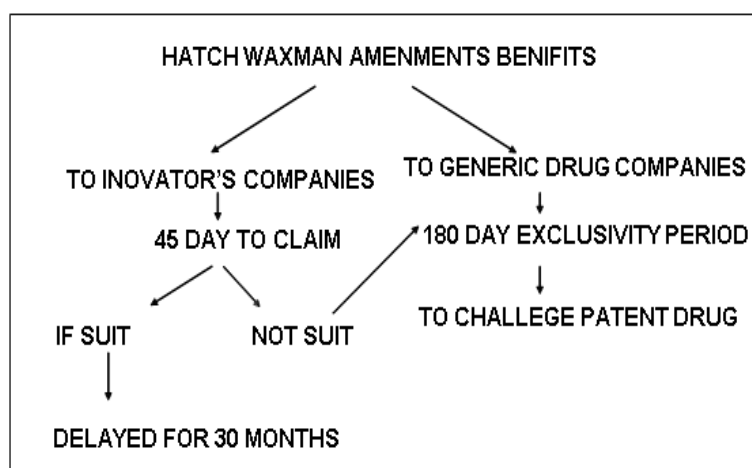 HATCH WAXMAN AMENMENTS BENIFITS
TO INOVATOR'S COMPANIES
TO GENERIC DRUG COMPANIES
45 DAY TO CLAIM
180 DAY EXCLUSIVITY PERIOD
IF SUIT
NOT SUIT
TO CHALLEGE PATENT DRUG
DELAYED FOR 30 MONTHS